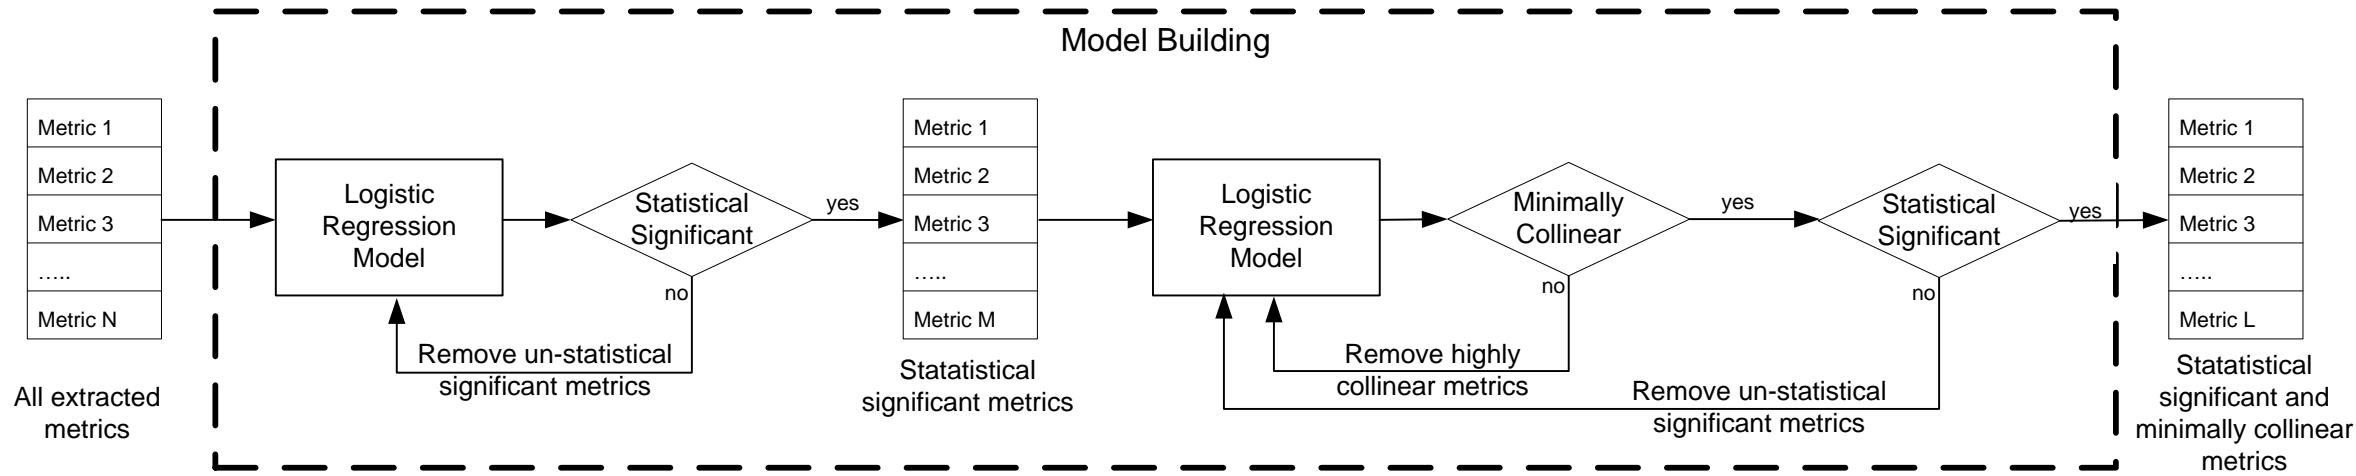 Model Building
Metric 1
Metric 2
Metric 3
.....
Metric N
All extracted
metrics
Logistic
Regression
Model
Statistical
Significant
yes
no
Remove un-statistical
significant metrics
Metric 1
Metric 2
Metric 3
.....
Metric M
Statatistical
significant metrics
Logistic
Regression
Model
Minimally
Collinear
yes
no
Remove highly
collinear metrics
Statistical
Significant
yes
no
Remove un-statistical
significant metrics
Metric 1
Metric 2
Metric 3
.....
Metric L
Statatistical
significant and
minimally collinear
metrics